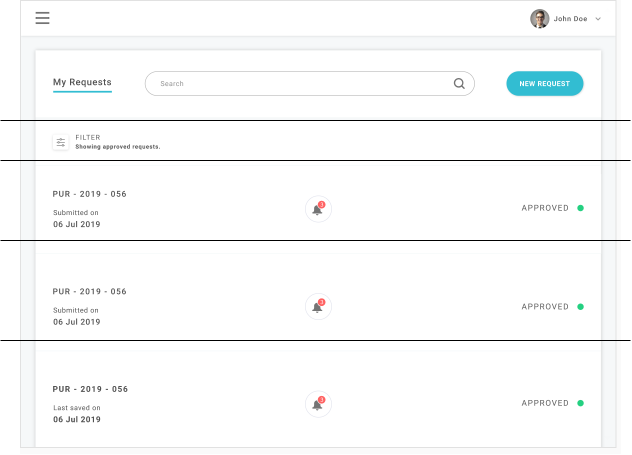 John Doe
My Requests
Search
NEW REQUEST
FILTER
Showing approved requests.
PUR - 2019 - 056
Submitted on
06 Jul 2019
3
APPROVED
PUR - 2019 - 056
Submitted on
06 Jul 2019
3
APPROVED
PUR - 2019 - 056
Last saved on
06 Jul 2019
3
APPROVED